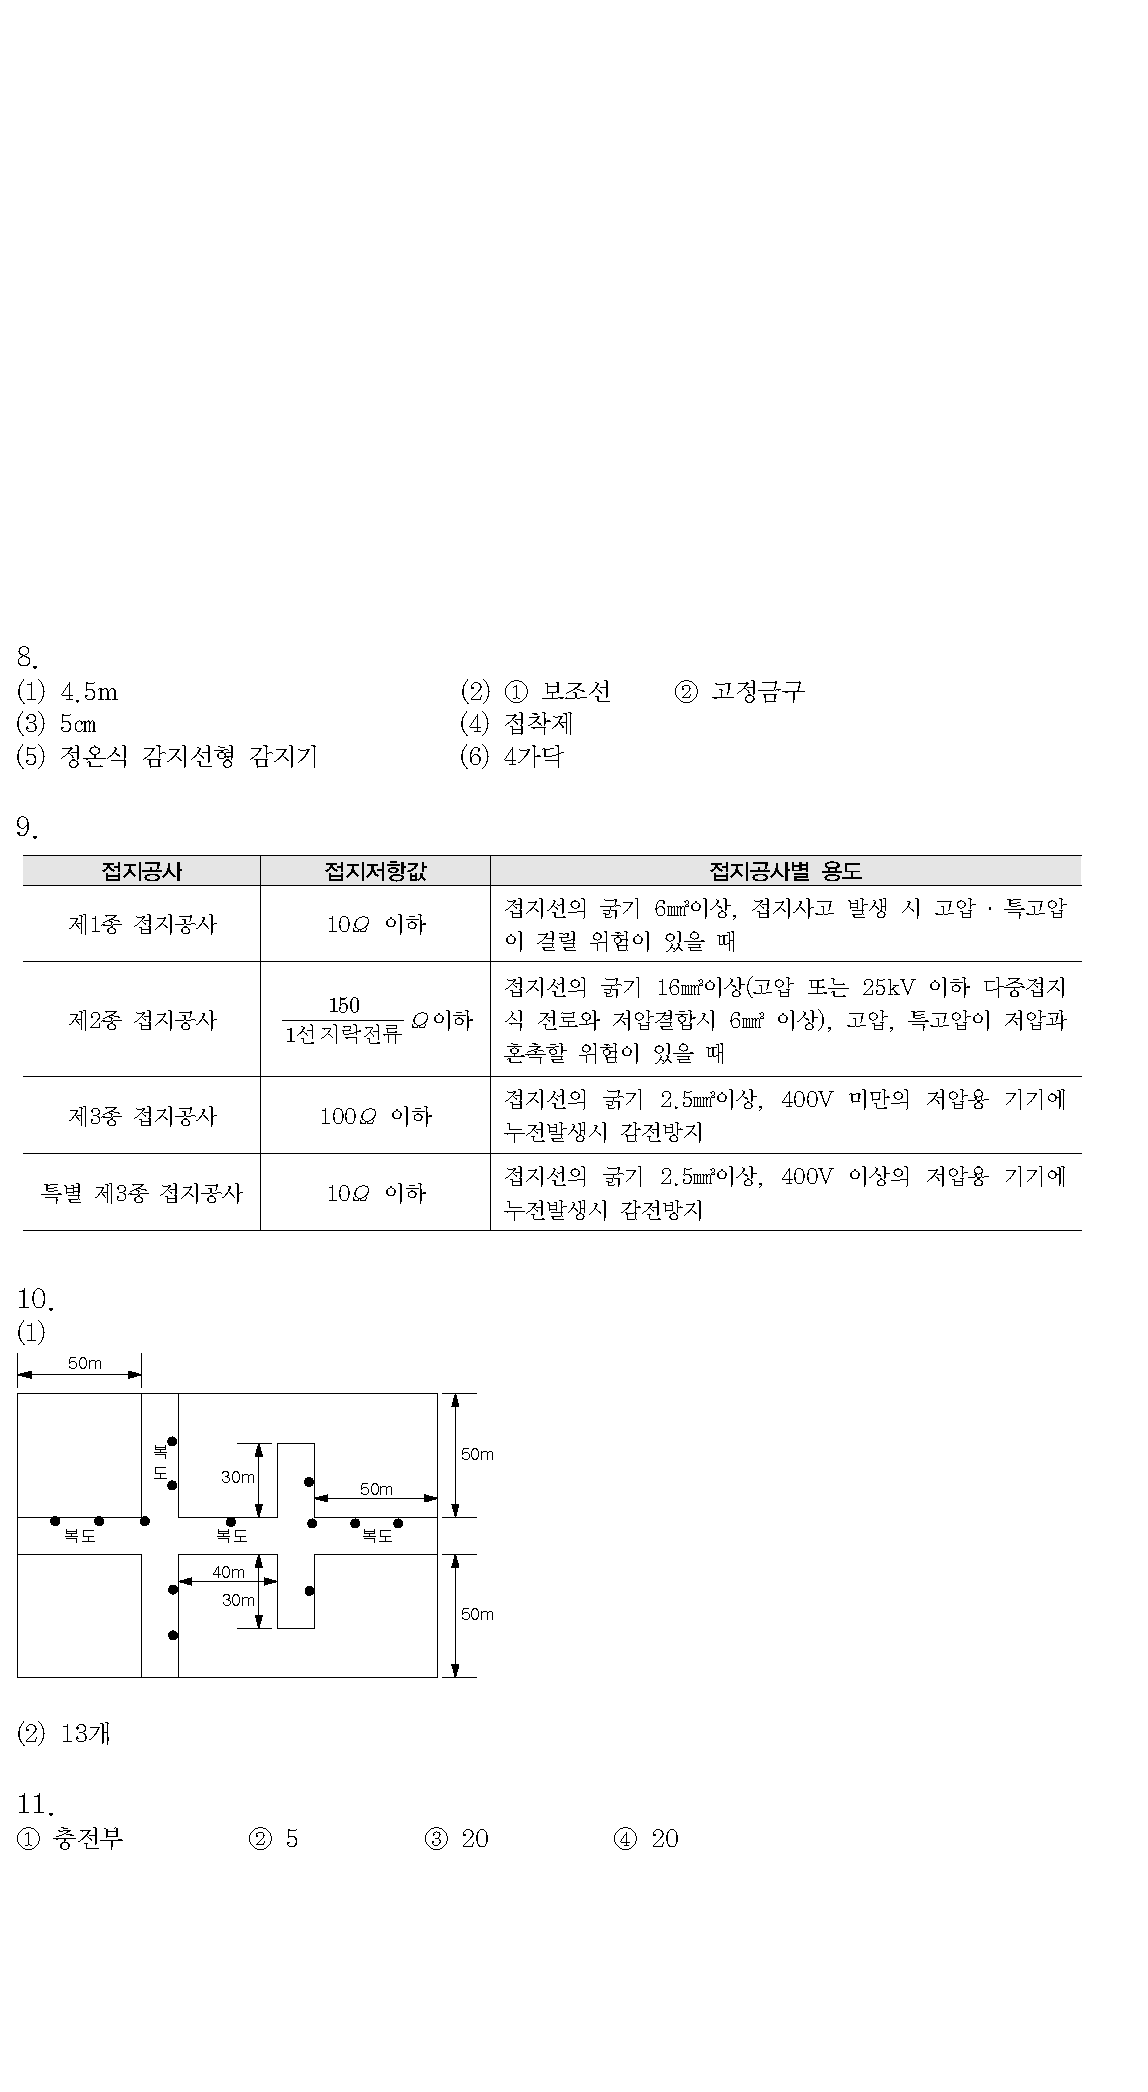 8.
(1) 4.5m (2) ① 보조선 ② 고정금구
(3) 5㎝ (4) 접착제
(5) 정온식 감지선형 감지기 (6) 4가닥
9.
접지공사 접지저항값 접지공사별 용도
제1종 접지공사 10Ω 이하 접지선의 굵기 6㎟이상, 접지사고 발생 시 고압 · 특고압
이 걸릴 위험이 있을 때
제2종 접지공사 150/1선지락전류 Ω이하 접지선의 굵기 16㎟이상(고압 또는 25kV 이하 다중접지
식 전로와 저압결합시 6㎟ 이상), 고압, 특고압이 저압과
혼촉할 위험이 있을 때
제3종 접지공사 100Ω 이하 접지선의 굵기 2.5㎟이상, 400V 미만의 저압용 기기에
누전발생시 감전방지
특별 제3종 접지공사 10Ω 이하 접지선의 굵기 2.5㎟이상, 400V 이상의 저압용 기기에
누전발생시 감전방지
10.
(1)
50m
복도
50m
30m
50m
복도
복도
복도
40m
30m
50m
(2) 13개
11.
① 충전부 ② 5 ③ 20 ④ 20